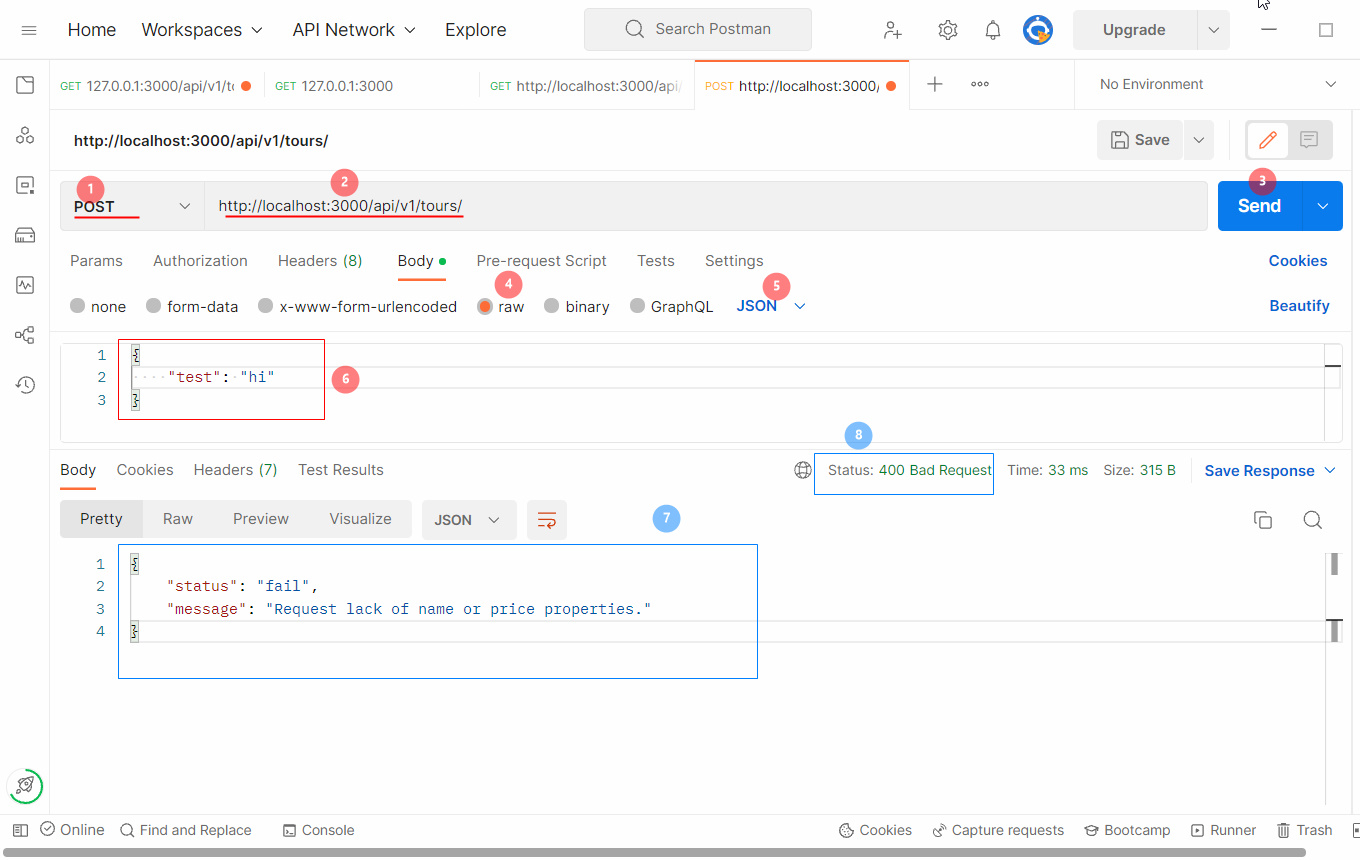 Home Workspaces API Network Explore Search Postman Upgrade
GET 127.0.0.1:3000/api/v1/t GET 127.0.0.1:3000 GET http://localhost:3000/api/ POST http://localhost:3000/ No Environment
http://localhost:3000/api/v1/tours/ Save
1 2 3
POST http://localhost:3000/api/v1/tours/ Send
Params Authorization Headers (8) Body Pre-request Script Tests Settings Cookies
4 5
none form-data x-www-form-urlencoded raw binary GraphQL JSON Beautify
1 {
2 "test": "hi" 6
3 }
8
Body Cookies Headers (7) Test Results Status: 400 Bad Request Time: 33 ms Size: 315 B Save Response
Pretty Raw Preview Visualize JSON 7
1 {
2 "status": "fail",
3 "message": "Request lack of name or price properties."
4 }
Online Find and Replace Console Cookies Capture requests Bootcamp Runner Trash